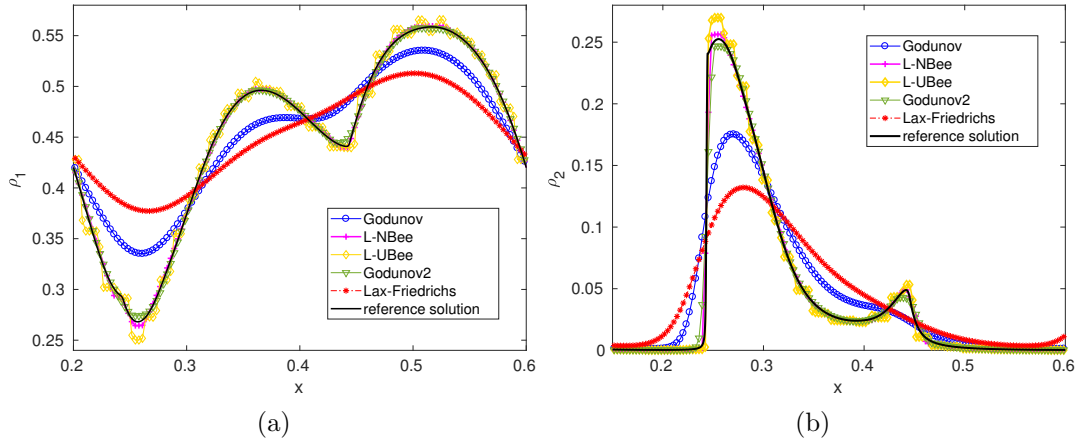 0.55
0.5
0.45
0.4
0.35
0.3
0.25
ρ1
0.2 0.3 0.4 0.5 0.6
x
Godunov
L-NBee
L-UBee
Godunov2
Lax-Friedrichs
reference solution
(a)
0.25
0.2
0.15
0.1
0.05
0
ρ2
0.2 0.3 0.4 0.5 0.6
x
Godunov
L-NBee
L-UBee
Godunov2
Lax-Friedrichs
reference solution
(b)